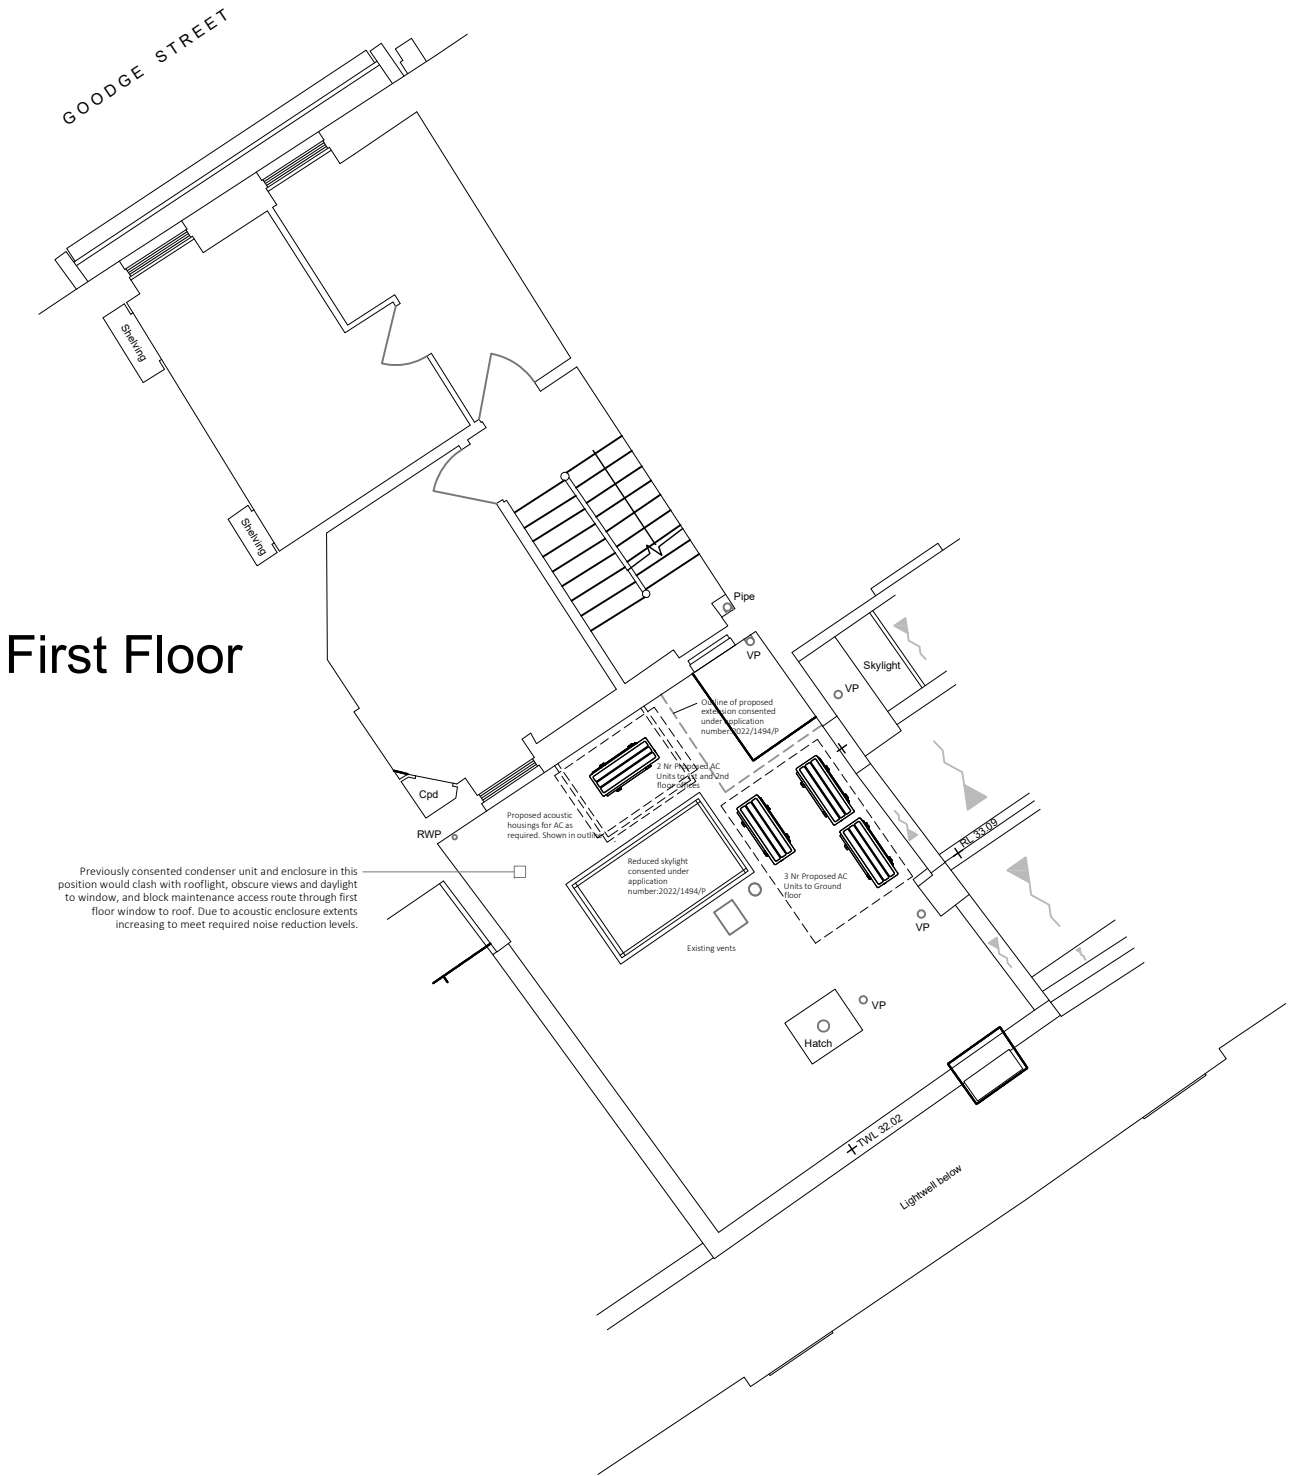 GOODGE STREET
Shelving
Shelving
First Floor
Pipe
VP
Skylight
VP
Outline of proposed
extension consented
under application
number:2022/1494/P
2 Nr Proposed AC
Units to 1st and 2nd
floor offices
Cpd
Proposed acoustic
housings for AC as
required. Shown in outline
RWP
RL 33.09
Previously consented condenser unit and enclosure in this
position would clash with rooflight, obscure views and daylight
to window, and block maintenance access route through first
floor window to roof. Due to acoustic enclosure extents
increasing to meet required noise reduction levels.
Reduced skylight
consented under
application
number:2022/1494/P
3 Nr Proposed AC
Units to Ground
floor
VP
Existing vents
VP
Hatch
TWL 32.02
Lightwell below